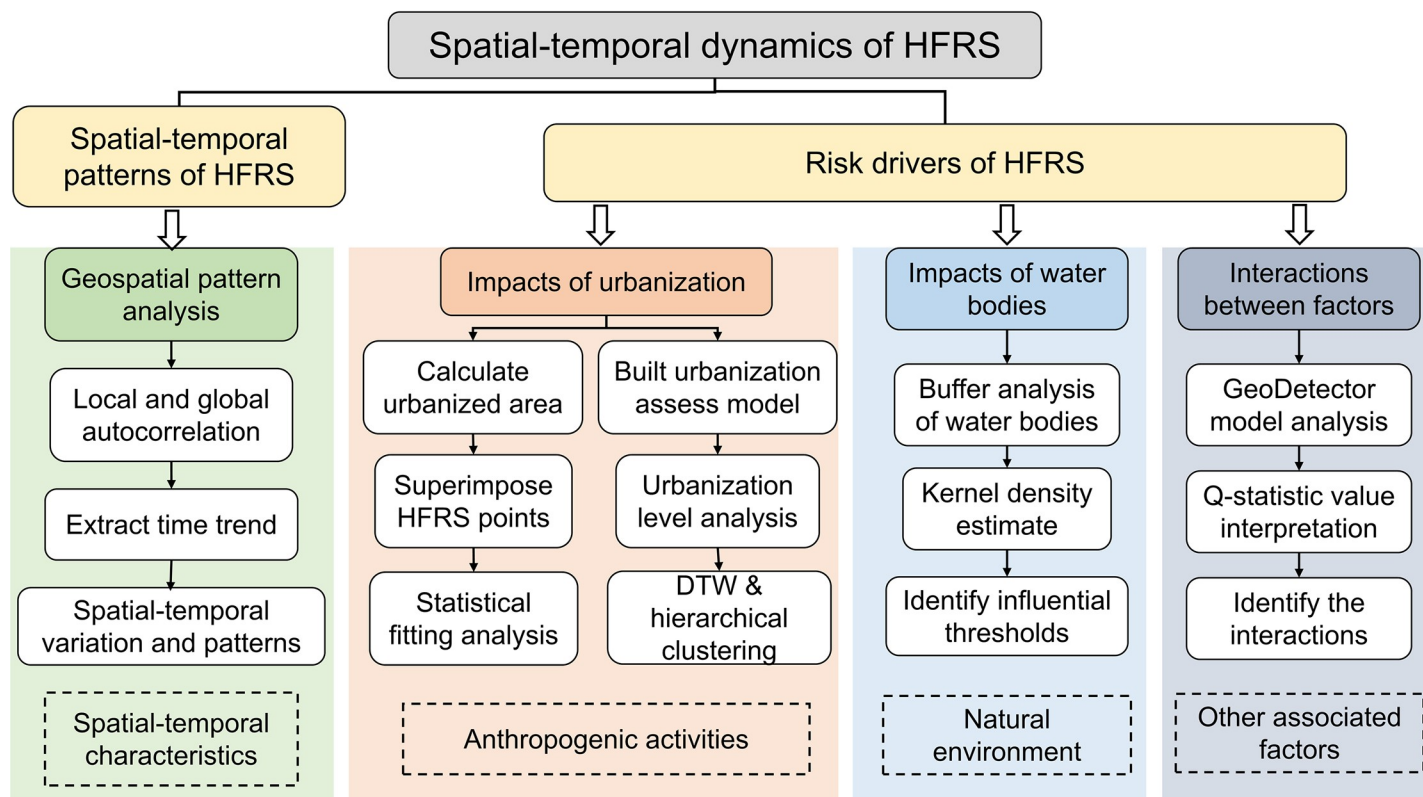 Spatial-temporal dynamics of HFRS
Spatial-temporal
patterns of HFRS
Risk drivers of HFRS
Geospatial pattern
analysis
Local and global
autocorrelation
Extract time trend
Spatial-temporal
variation and patterns
Spatial-temporal
characteristics
Impacts of urbanization
Calculate
urbanized area
Superimpose
HFRS points
Statistical
fitting analysis
Built urbanization
assess model
Urbanization
level analysis
DTW &
hierarchical
clustering
Anthropogenic activities
Impacts of water
bodies
Buffer analysis
of water bodies
Kernel density
estimate
Identify influential
thresholds
Natural
environment
Interactions
between factors
GeoDetector
model analysis
Q-statistic value
interpretation
Identify the
interactions
Other associated
factors